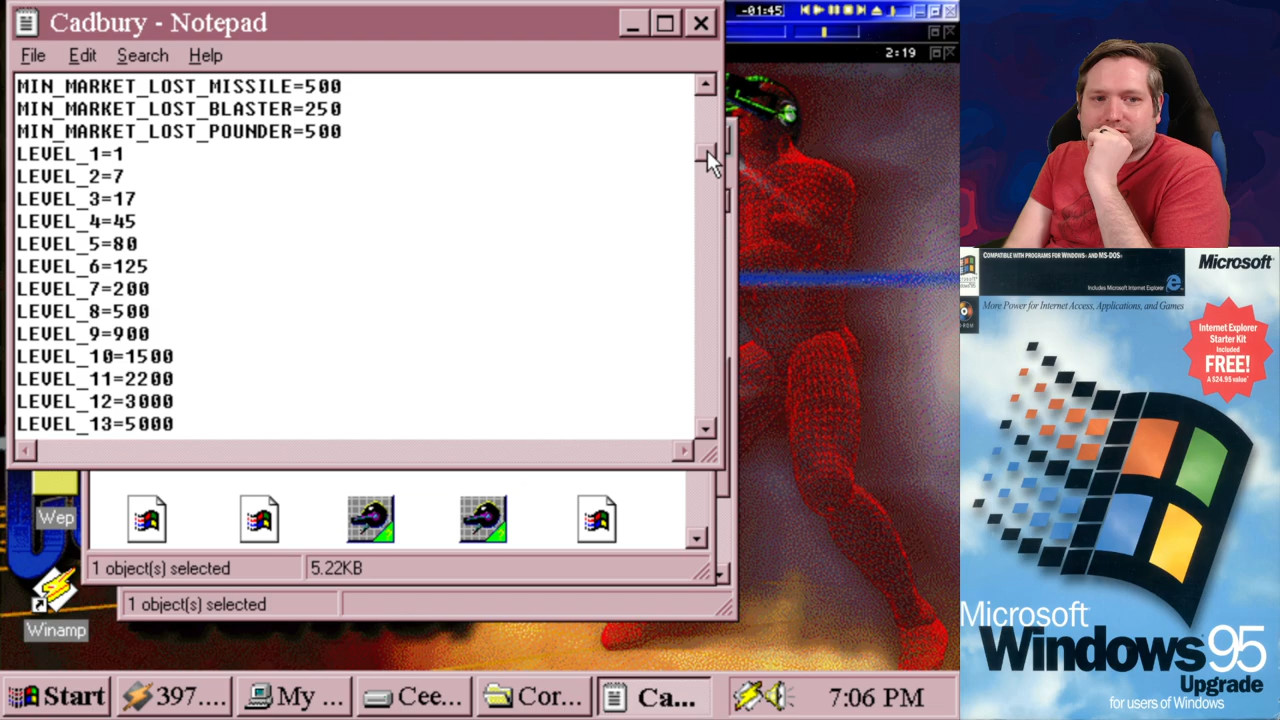 Cadbury - Notepad
File Edit Search Help
MIN_MARKET_LOST_MISSILE=500
MIN_MARKET_LOST_BLASTER=250
MIN_MARKET_LOST_POUNDER=500
LEVEL_1=1
LEVEL_2=7
LEVEL_3=17
LEVEL_4=45
LEVEL_5=80
LEVEL_6=125
LEVEL_7=200
LEVEL_8=500
LEVEL_9=900
LEVEL_10=1500
LEVEL_11=2200
LEVEL_12=3000
LEVEL_13=5000
-01:45
2:19
Wep
1 object(s) selected 5.22KB
1 object(s) selected
Winamp
Start 397.... My ... Cee... Cor... Ca... 7:06 PM
COMPATIBLE WITH PROGRAMS FOR WINDOWS® AND MS-DOS®
Microsoft®
Includes Microsoft Internet Explorer
More Power for Internet Access, Applications, and Games
Internet Explorer
Starter Kit
Included
FREE!
A $24.95 value*
Microsoft®
Windows 95
Upgrade
for users of Windows